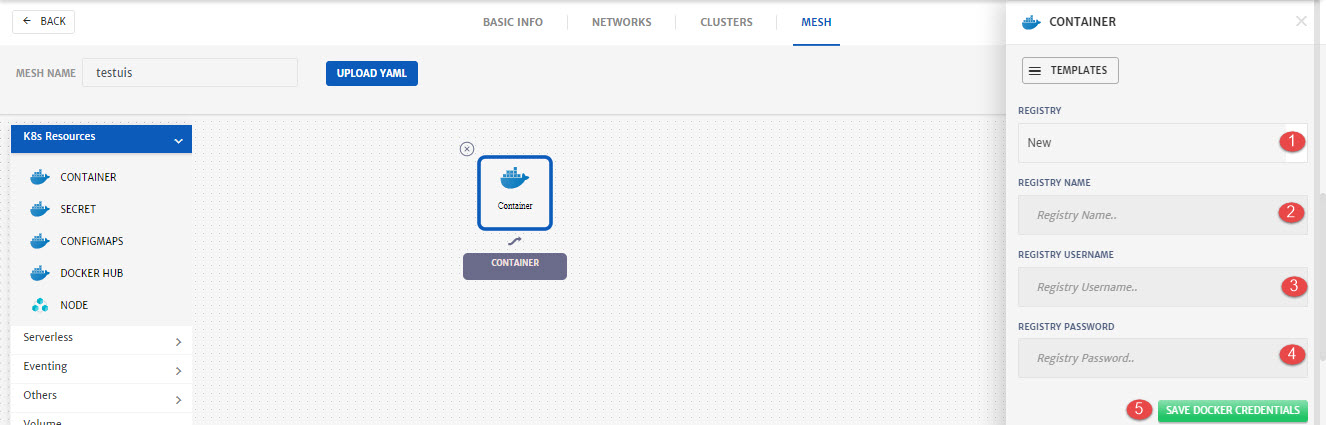 BACK
BASIC INFO
NETWORKS
CLUSTERS
MESH
MESH NAME
testuis
UPLOAD YAML
K8s Resources
CONTAINER
SECRET
CONFIGMAPS
DOCKER HUB
NODE
Serverless
Eventing
Others
Volume
Container
CONTAINER
CONTAINER
TEMPLATES
REGISTRY
New
1
REGISTRY NAME
Registry Name..
2
REGISTRY USERNAME
Registry Username..
3
REGISTRY PASSWORD
Registry Password..
4
5
SAVE DOCKER CREDENTIALS